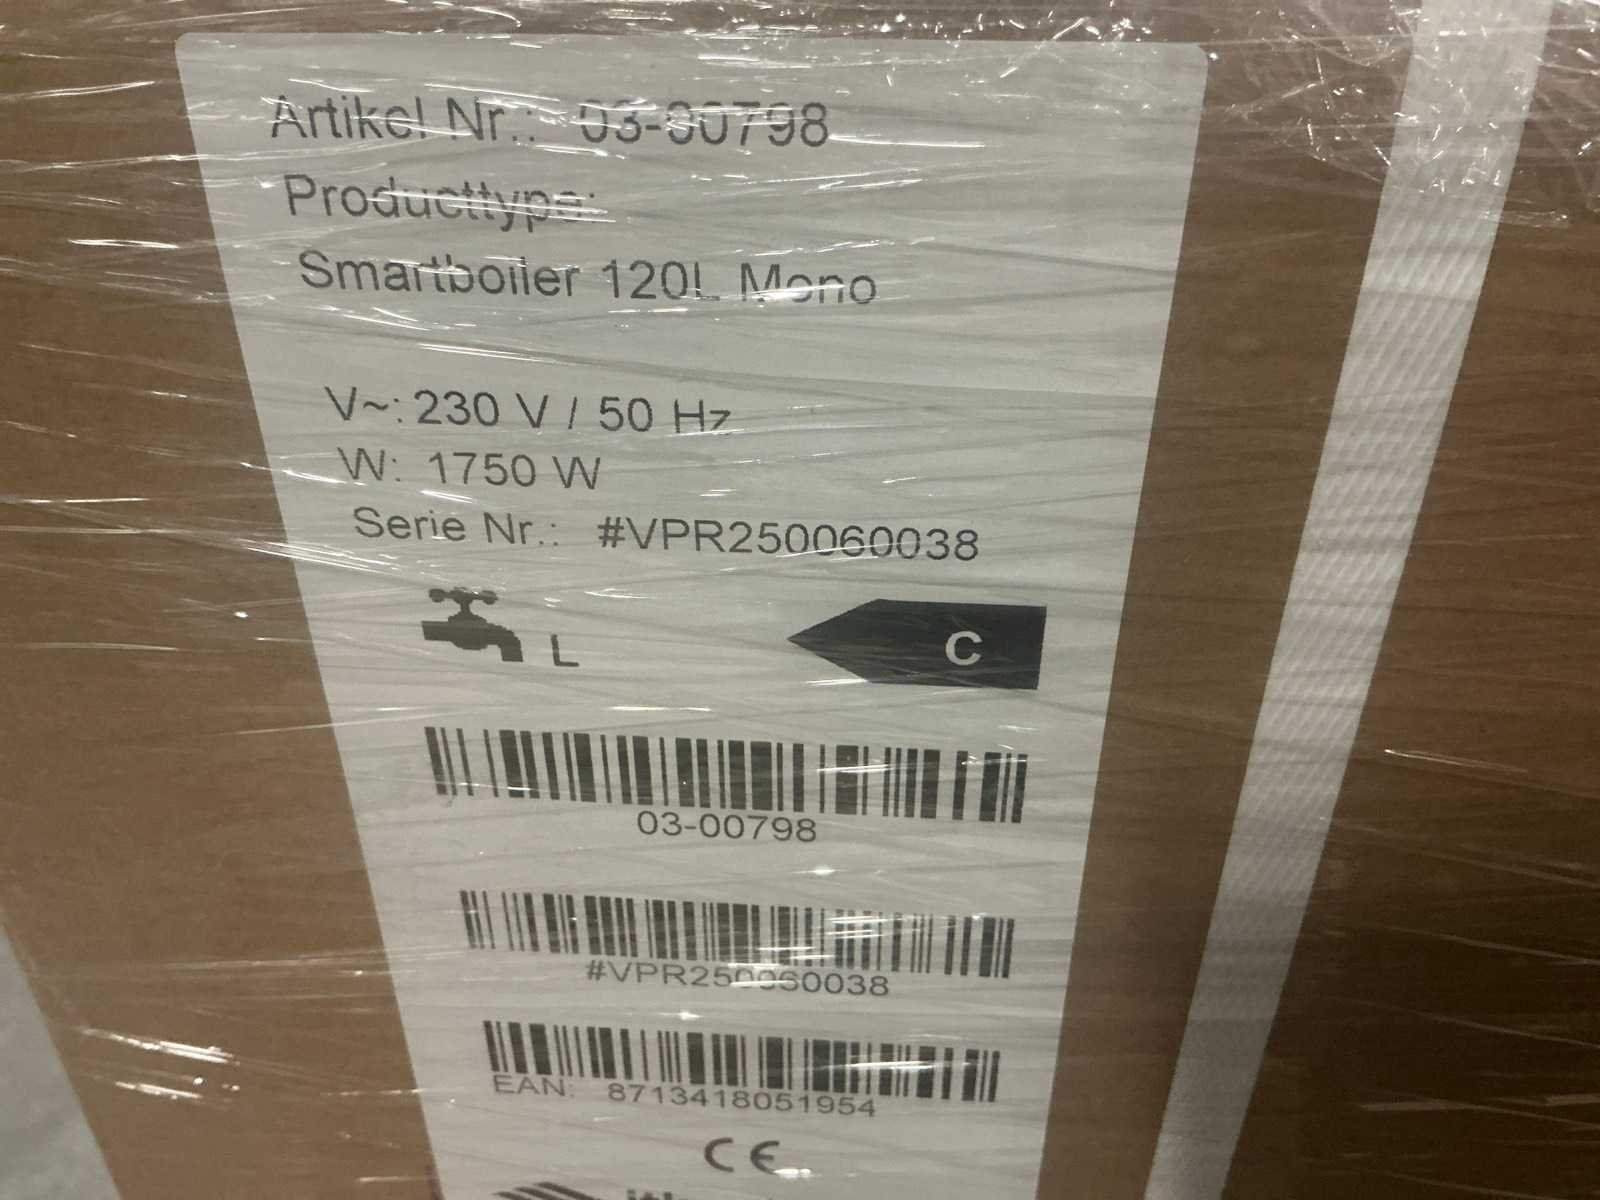 Artikel Nr.: 03-00798
Producttype:
Smartboiler 120L Mono
V~: 230 V / 50 Hz
W: 1750 W
Serie Nr.: #VPR250060038
L
C
03-00798
#VPR250060038
EAN: 8713418051954
CE